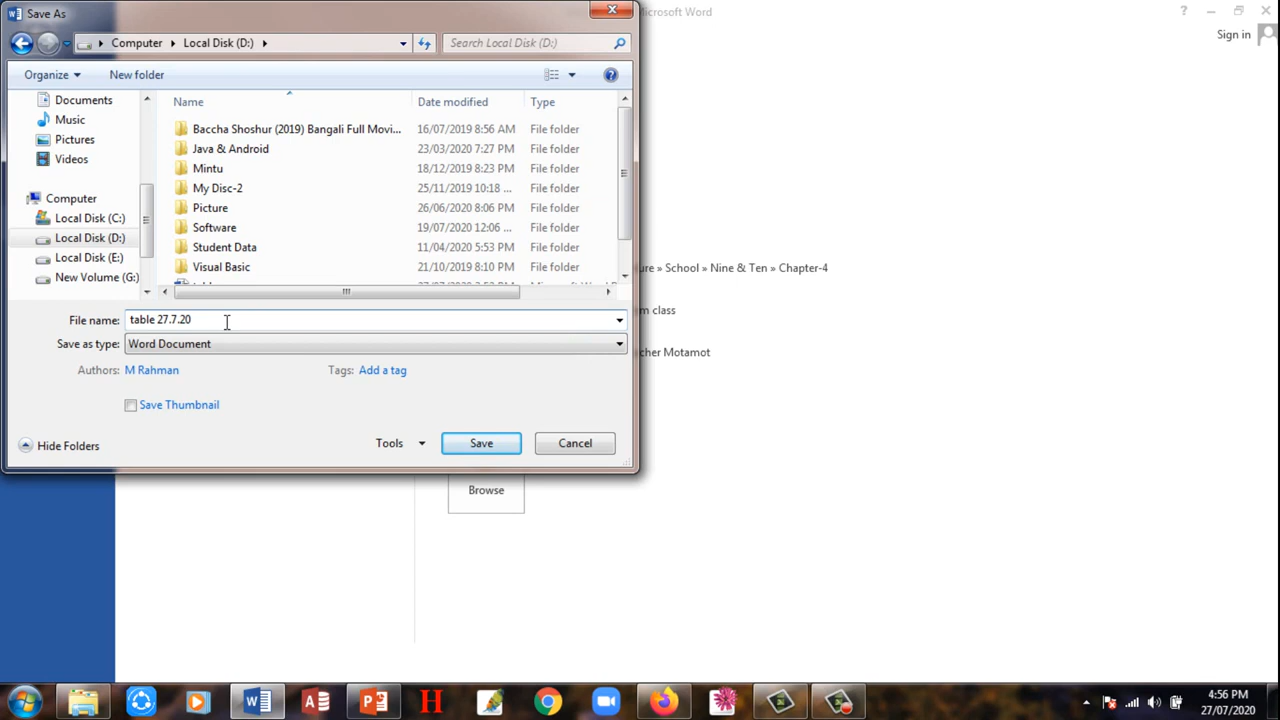 Save As
Microsoft Word
?
Sign in
Computer Local Disk (D:)
Search Local Disk (D:)
Organize New folder
Documents
Music
Pictures
Videos
Computer
Local Disk (C:)
Local Disk (D:)
Local Disk (E:)
New Volume (G:)
Name Date modified Type
Baccha Shoshur (2019) Bangali Full Movi... 16/07/2019 8:56 AM File folder
Java & Android 23/03/2020 7:27 PM File folder
Mintu 18/12/2019 8:23 PM File folder
My Disc-2 25/11/2019 10:18 ... File folder
Picture 26/06/2020 8:06 PM File folder
Software 19/07/2020 12:06 ... File folder
Student Data 11/04/2020 5:53 PM File folder
Visual Basic 21/10/2019 8:10 PM File folder
File name: table 27.7.20
Save as type: Word Document
Authors: M Rahman Tags: Add a tag
Save Thumbnail
Hide Folders Tools Save Cancel
» School » Nine & Ten » Chapter-4
class
Motamot
Browse
4:56 PM
27/07/2020